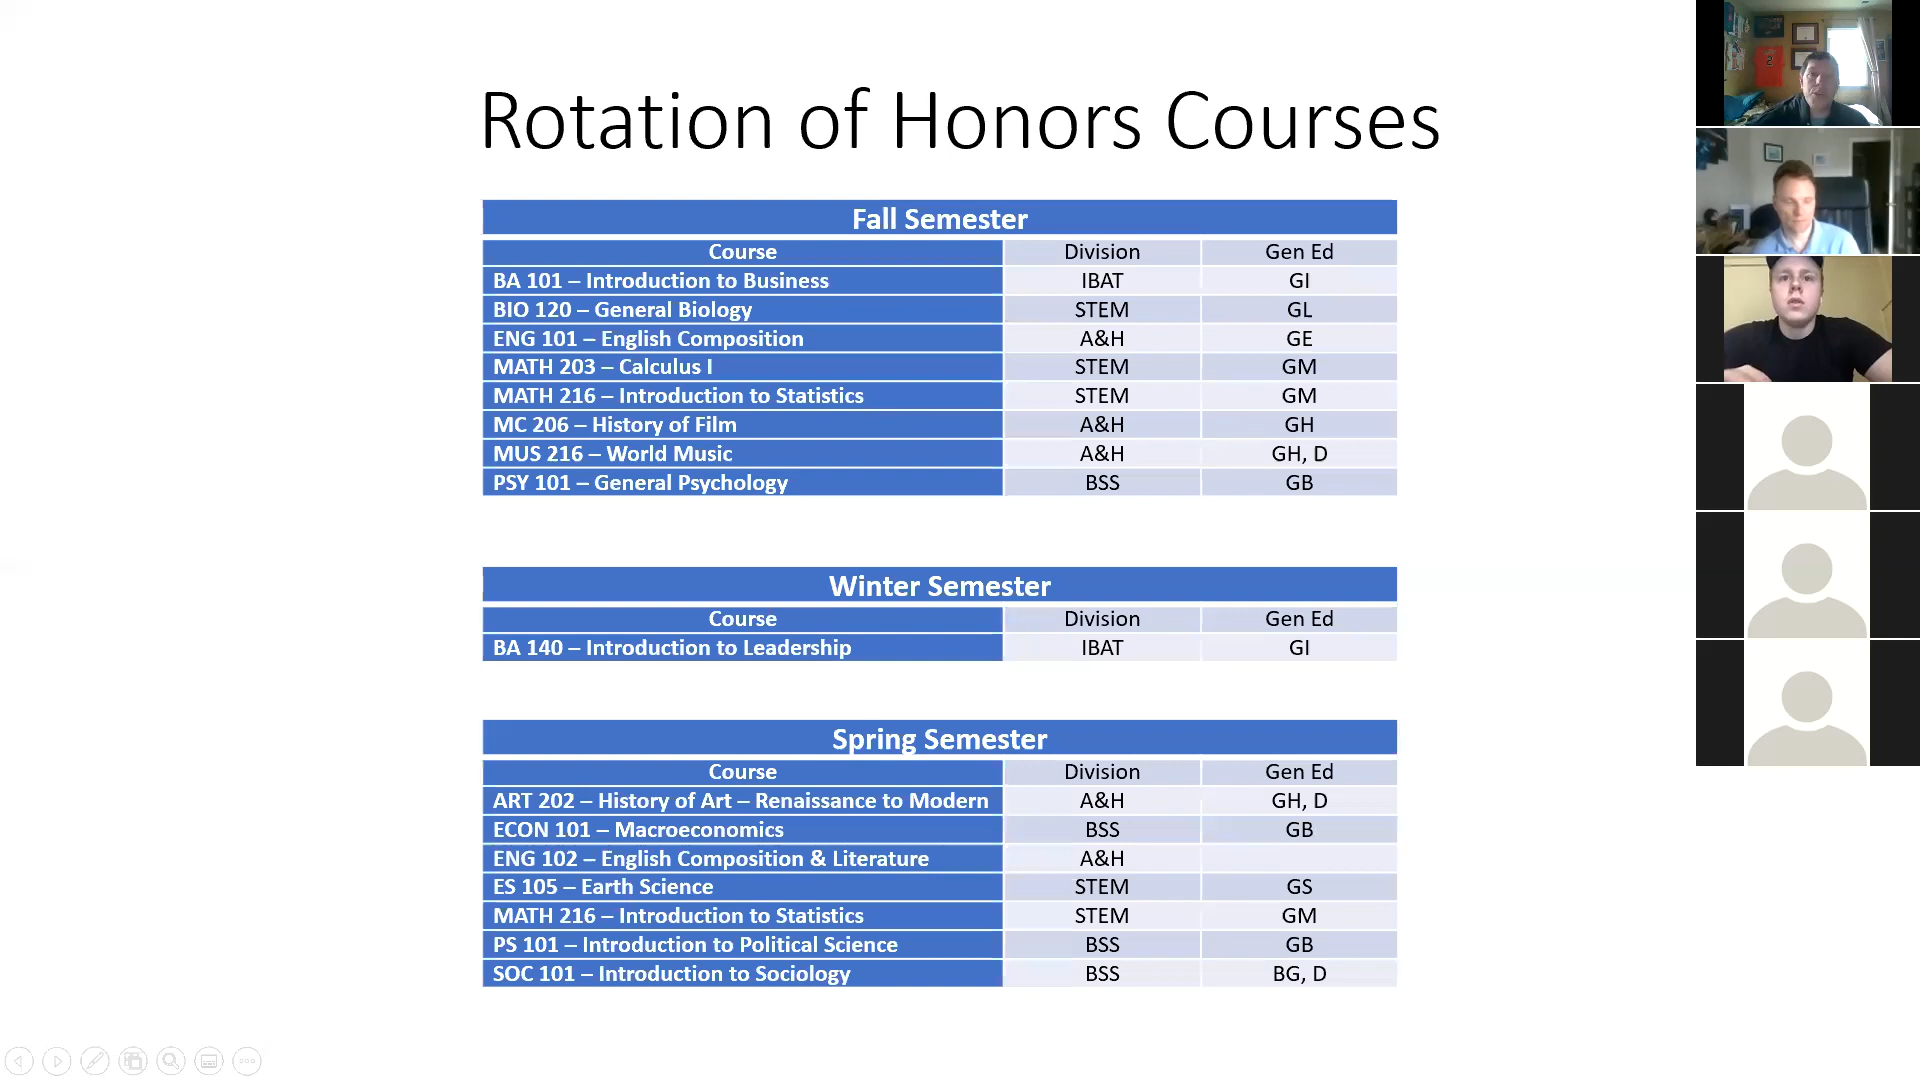 Rotation of Honors Courses
Fall Semester
Course Division Gen Ed
BA 101 – Introduction to Business IBAT GI
BIO 120 – General Biology STEM GL
ENG 101 – English Composition A&H GE
MATH 203 – Calculus I STEM GM
MATH 216 – Introduction to Statistics STEM GM
MC 206 – History of Film A&H GH
MUS 216 – World Music A&H GH, D
PSY 101 – General Psychology BSS GB
Winter Semester
Course Division Gen Ed
BA 140 – Introduction to Leadership IBAT GI
Spring Semester
Course Division Gen Ed
ART 202 – History of Art – Renaissance to Modern A&H GH, D
ECON 101 – Macroeconomics BSS GB
ENG 102 – English Composition & Literature A&H
ES 105 – Earth Science STEM GS
MATH 216 – Introduction to Statistics STEM GM
PS 101 – Introduction to Political Science BSS GB
SOC 101 – Introduction to Sociology BSS BG, D
2